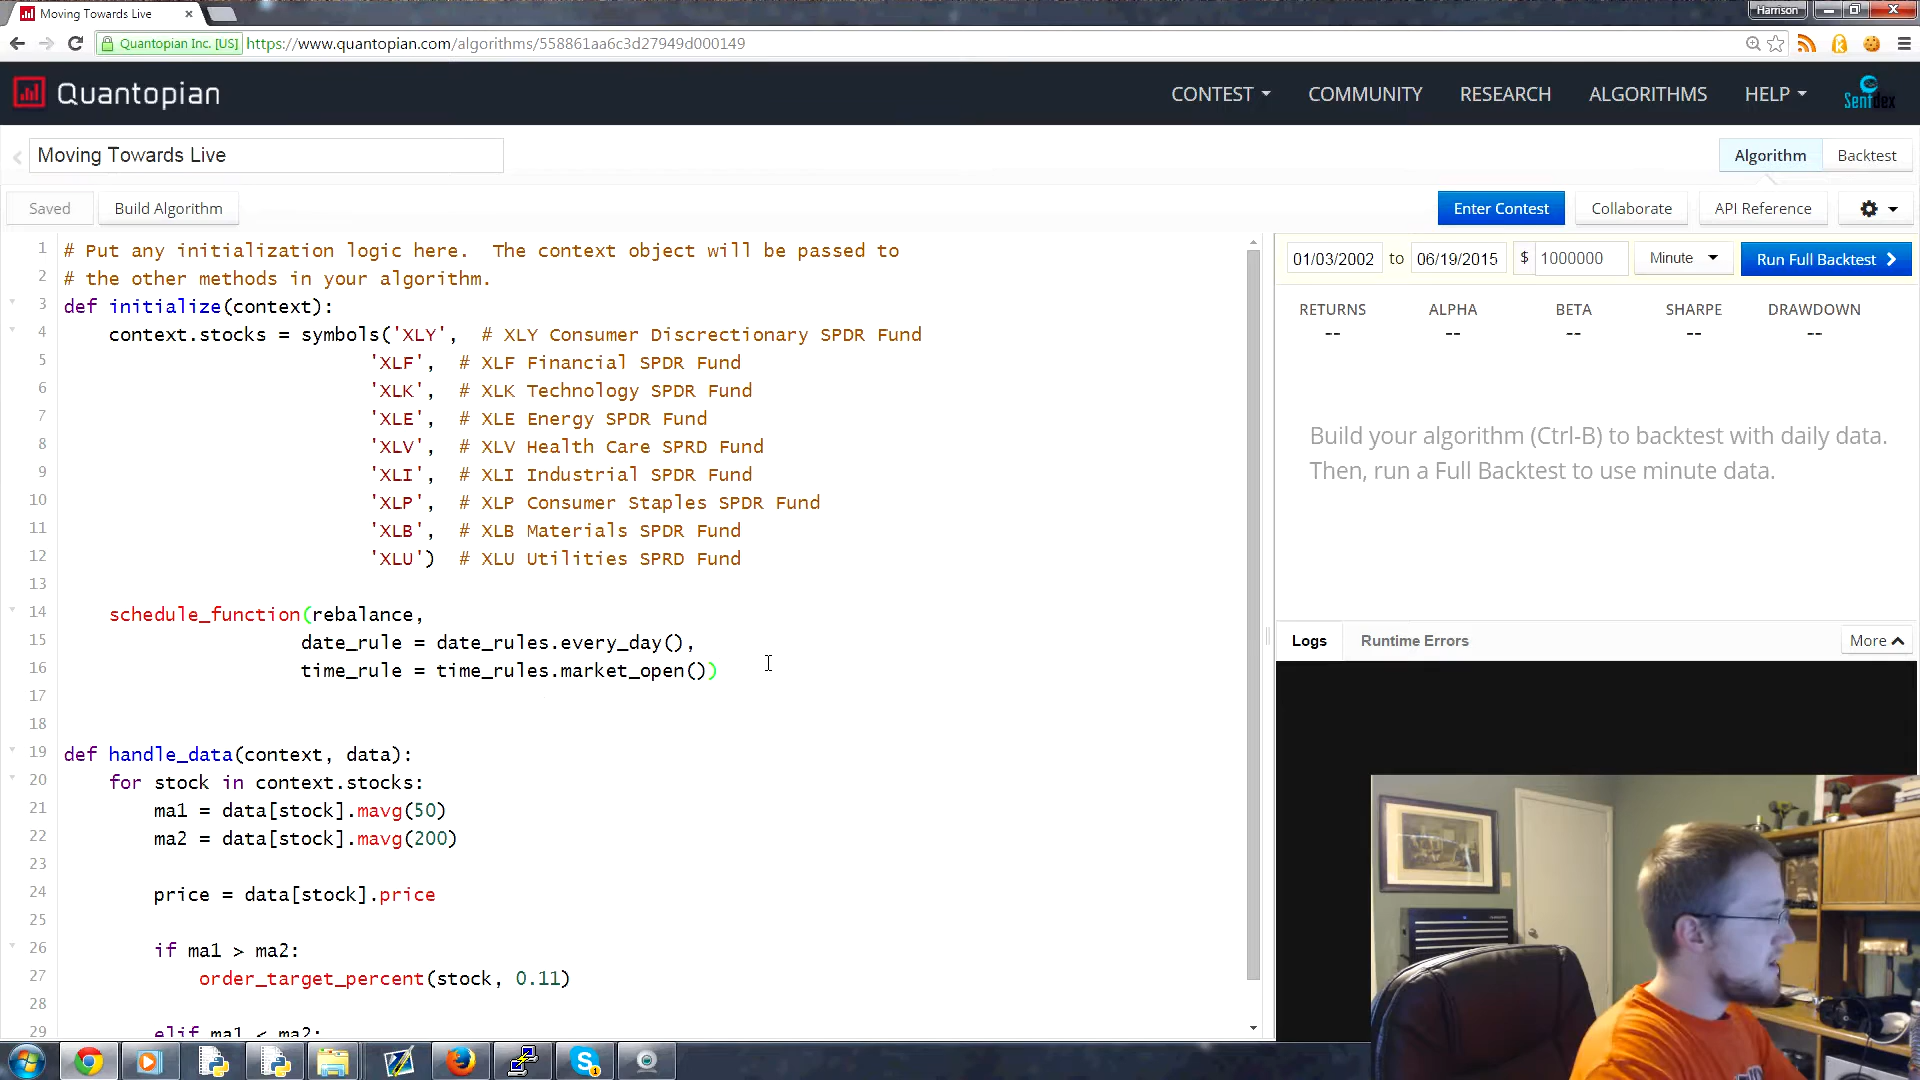 Moving Towards Live
Harrison
Quantopian Inc. [US]
https://www.quantopian.com/algorithms/558861aa6c3d27949d000149
Quantopian
CONTEST
COMMUNITY
RESEARCH
ALGORITHMS
HELP
Sentdex
Moving Towards Live
Algorithm
Backtest
Saved
Build Algorithm
Enter Contest
Collaborate
API Reference
1 # Put any initialization logic here.  The context object will be passed to
2 # the other methods in your algorithm.
3 def initialize(context):
4     context.stocks = symbols('XLY',  # XLY Consumer Discrectionary SPDR Fund
5                            'XLF',  # XLF Financial SPDR Fund
6                            'XLK',  # XLK Technology SPDR Fund
7                            'XLE',  # XLE Energy SPDR Fund
8                            'XLV',  # XLV Health Care SPRD Fund
9                            'XLI',  # XLI Industrial SPDR Fund
10                            'XLP',  # XLP Consumer Staples SPDR Fund
11                            'XLB',  # XLB Materials SPDR Fund
12                            'XLU')  # XLU Utilities SPRD Fund
13
14     schedule_function(rebalance,
15                      date_rule = date_rules.every_day(),
16                      time_rule = time_rules.market_open())
17
18
19 def handle_data(context, data):
20     for stock in context.stocks:
21         ma1 = data[stock].mavg(50)
22         ma2 = data[stock].mavg(200)
23
24         price = data[stock].price
25
26         if ma1 > ma2:
27             order_target_percent(stock, 0.11)
28
29         elif ma1 < ma2:
01/03/2002 to 06/19/2015 $ 1000000 Minute Run Full Backtest
RETURNS ALPHA BETA SHARPE DRAWDOWN
-- -- -- -- --
Build your algorithm (Ctrl-B) to backtest with daily data.
Then, run a Full Backtest to use minute data.
Logs
Runtime Errors
More